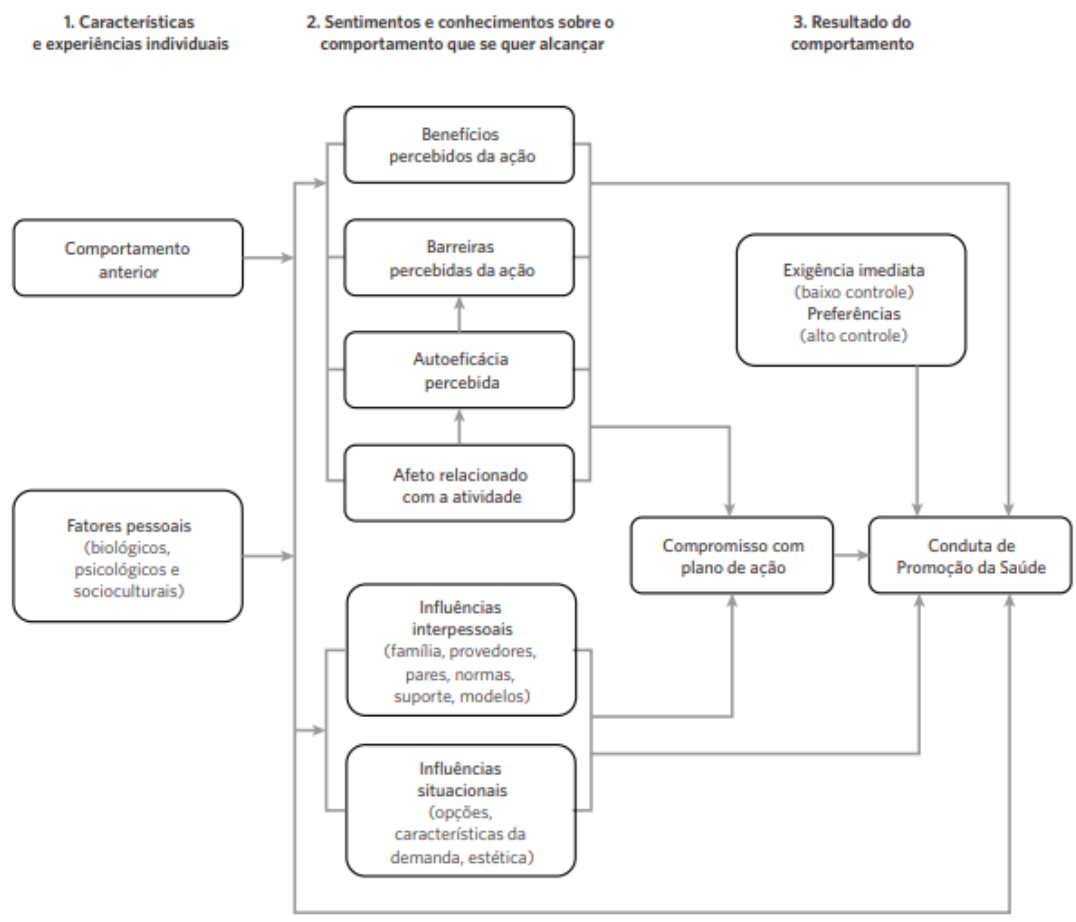 1. Características
e experiências individuais
2. Sentimentos e conhecimentos sobre o
comportamento que se quer alcançar
3. Resultado do
comportamento
Benefícios
percebidos da ação
Comportamento
anterior
Barreiras
percebidas da ação
Exigência imediata
(baixo controle)
Preferências
(alto controle)
Autoeficácia
percebida
Afeto relacionado
com a atividade
Fatores pessoais
(biológicos,
psicológicos e
socioculturais)
Compromisso com
plano de ação
Conduta de
Promoção da Saúde
Influências
interpessoais
(família, provedores,
pares, normas,
suporte, modelos)
Influências
situacionais
(opções,
características da
demanda, estética)